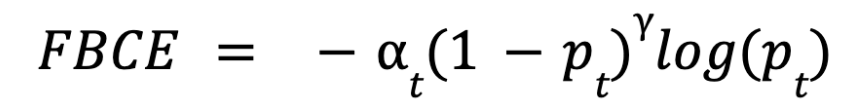 FBCE = − α_t(1 − p_t)^γ log(p_t)